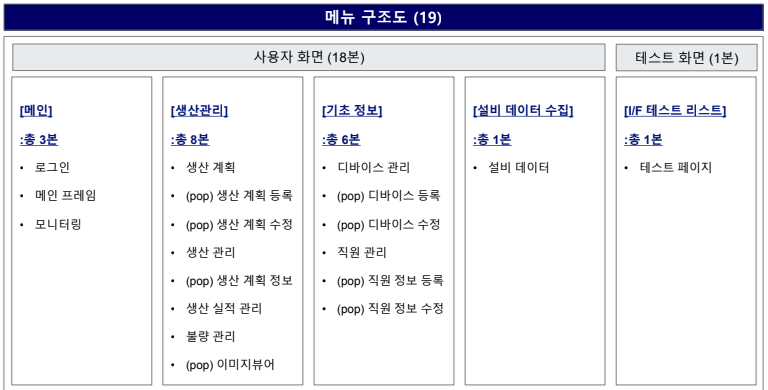 메뉴 구조도 (19)
사용자 화면 (18본)
테스트 화면 (1본)
[메인]
:총 3본
• 로그인
• 메인 프레임
• 모니터링
[생산관리]
:총 8본
• 생산 계획
• (pop) 생산 계획 등록
• (pop) 생산 계획 수정
• 생산 관리
• (pop) 생산 계획 정보
• 생산 실적 관리
• 불량 관리
• (pop) 이미지뷰어
[기초 정보]
:총 6본
• 디바이스 관리
• (pop) 디바이스 등록
• (pop) 디바이스 수정
• 직원 관리
• (pop) 직원 정보 등록
• (pop) 직원 정보 수정
[설비 데이터 수집]
:총 1본
• 설비 데이터
[I/F 테스트 리스트]
:총 1본
• 테스트 페이지